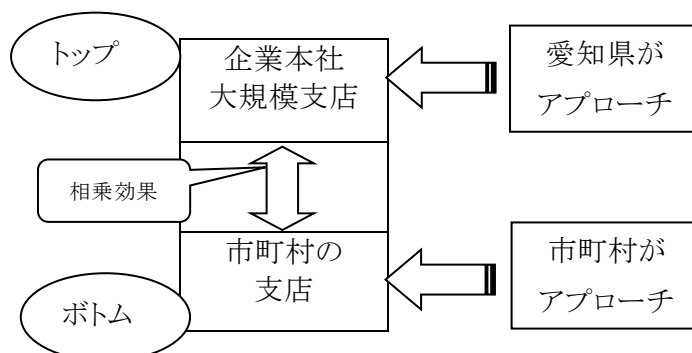 トップ
企業本社
大規模支店
愛知県が
アプローチ
相乗効果
市町村の
支店
市町村が
アプローチ
ボトム